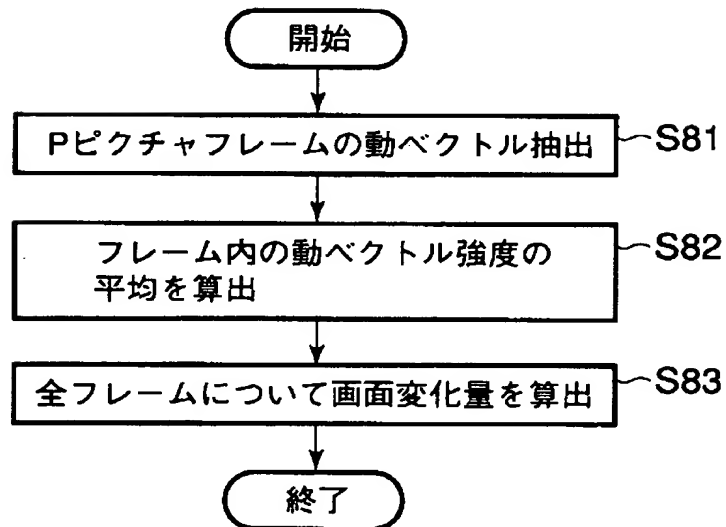 開始
Pピクチャフレームの動ベクトル抽出
S81
フレーム内の動ベクトル強度の
平均を算出
S82
全フレームについて画面変化量を算出
S83
終了